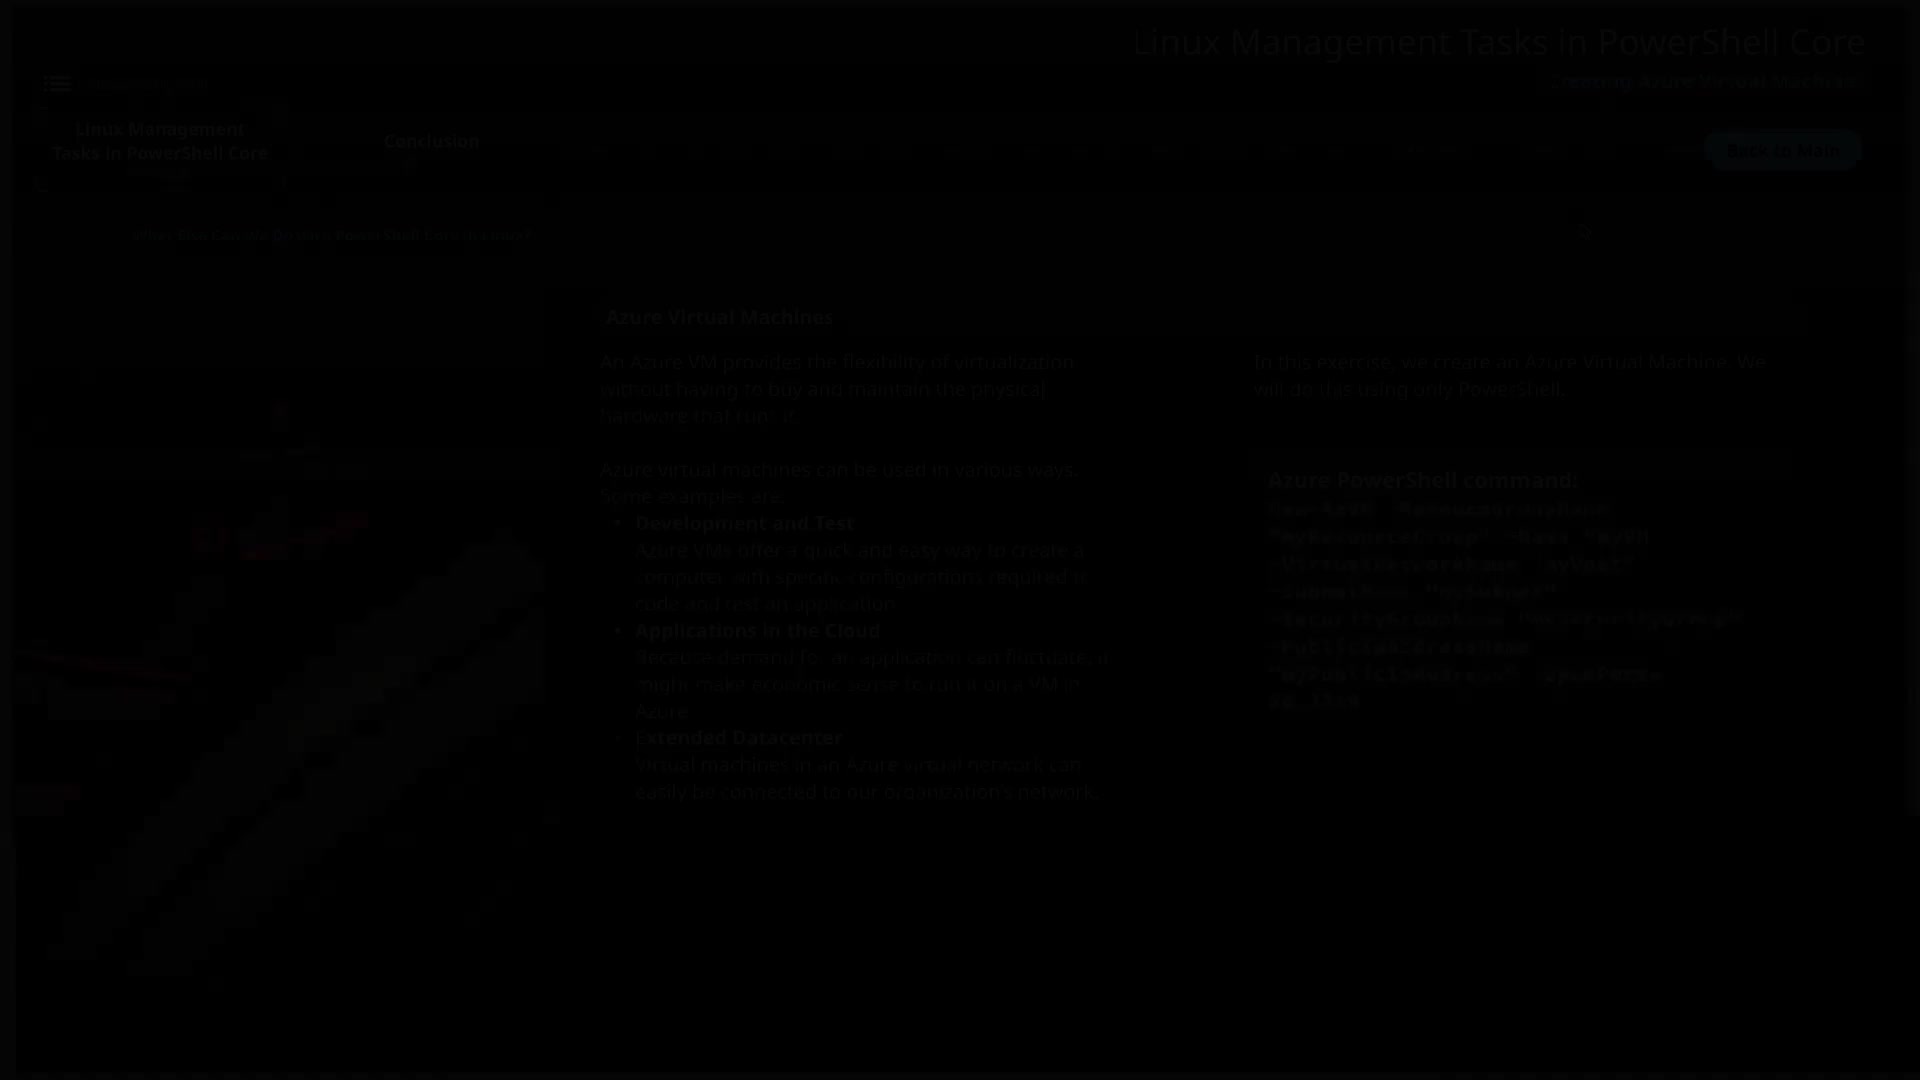 Linux Management Tasks in PowerShell Core
Creating Azure Virtual Machines
Linux Management
Tasks in PowerShell Core
Conclusion
Back to Main
What Else Can We Do with PowerShell Core in Linux?
Azure Virtual Machines
An Azure VM provides the flexibility of virtualization
without having to buy and maintain the physical
hardware that runs it.
Azure virtual machines can be used in various ways.
Some examples are:
• Development and Test
Azure VMs offer a quick and easy way to create a
computer with specific configurations required to
code and test an application.
• Applications in the Cloud
Because demand for an application can fluctuate, it
might make economic sense to run it on a VM in
Azure.
• Extended Datacenter
Virtual machines in an Azure virtual network can
easily be connected to our organization's network.
In this exercise, we create an Azure Virtual Machine. We
will do this using only PowerShell.
Azure PowerShell command:
New-AzVM -ResourceGroupName
"myResourceGroup" -Name "myVM"
-VirtualNetworkName "myVnet"
-SubnetName "mySubnet"
-SecurityGroupName
-PublicIpAddressName
"myPublicIpAddress" -OpenPorts